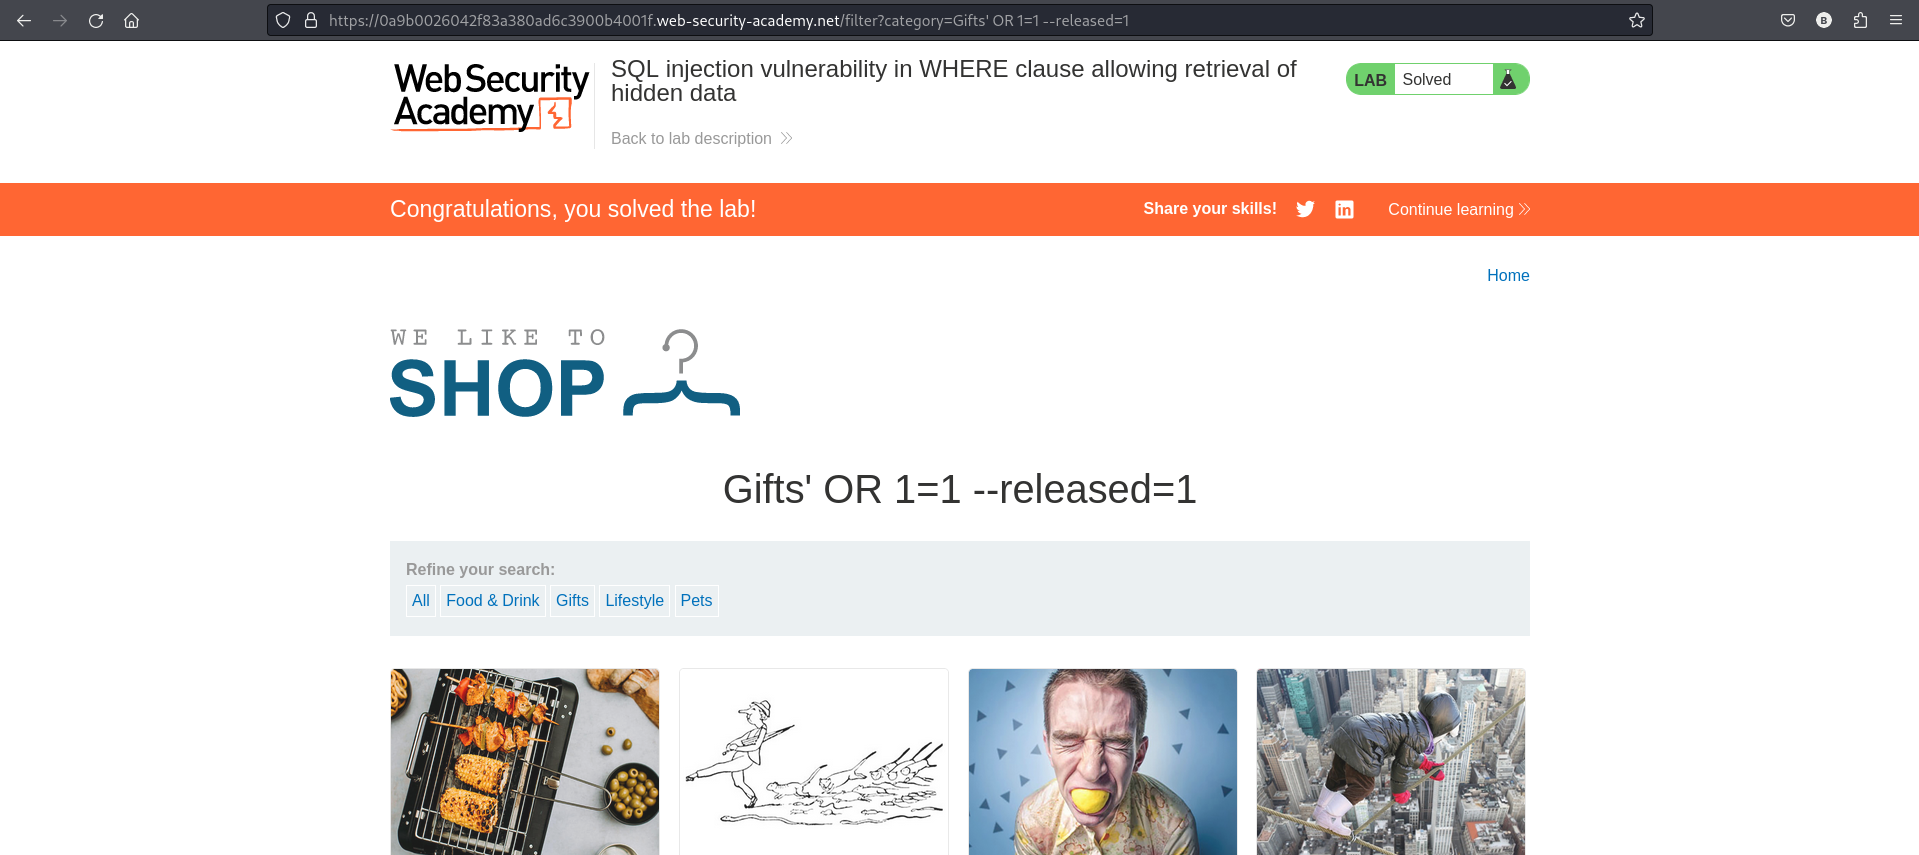 https://0a9b0026042f83a380ad6c3900b4001f.web-security-academy.net/filter?category=Gifts' OR 1=1 --released=1
B
Web Security
Academy
SQL injection vulnerability in WHERE clause allowing retrieval of
hidden data
Back to lab description
LAB Solved
Congratulations, you solved the lab!
Share your skills!
in
Continue learning
Home
WE LIKE TO
SHOP
Gifts' OR 1=1 --released=1
Refine your search:
All Food & Drink Gifts Lifestyle Pets